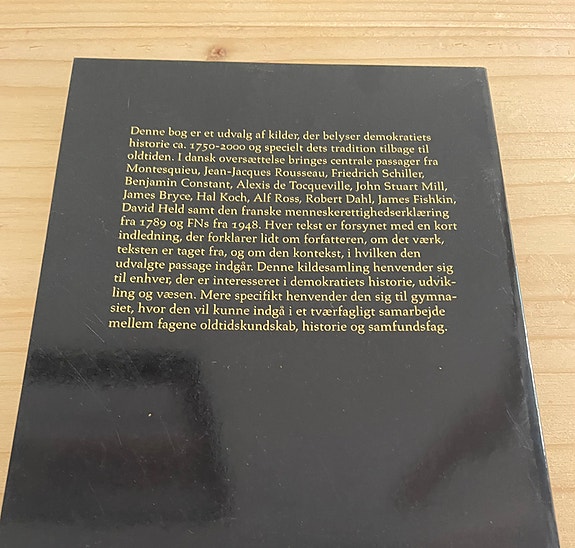 Denne bog er et udvalg af kilder, der belyser demokratiets
historie ca. 1750-2000 og specielt dets tradition tilbage til
oldtiden. I dansk oversættelse bringes centrale passager fra
Montesquieu, Jean-Jacques Rousseau, Friedrich Schiller,
Benjamin Constant, Alexis de Tocqueville, John Stuart Mill,
James Bryce, Hal Koch, Alf Ross, Robert Dahl, James Fishkin,
David Held samt den franske menneskerettighedserklæring
fra 1789 og FNs fra 1948. Hver tekst er forsynet med en kort
indledning, der forklarer lidt om forfatteren, om det værk,
teksten er taget fra, og om den kontekst, i hvilken den
udvalgte passage indgår. Denne kildesamling henvender sig
til enhver, der er interesseret i demokratiets historie, udvik-
ling og væsen. Mere specifikt henvender den sig til gymna-
siet, hvor den vil kunne indgå i et tværfagligt samarbejde
mellem fagene oldtidskundskab, historie og samfundsfag.